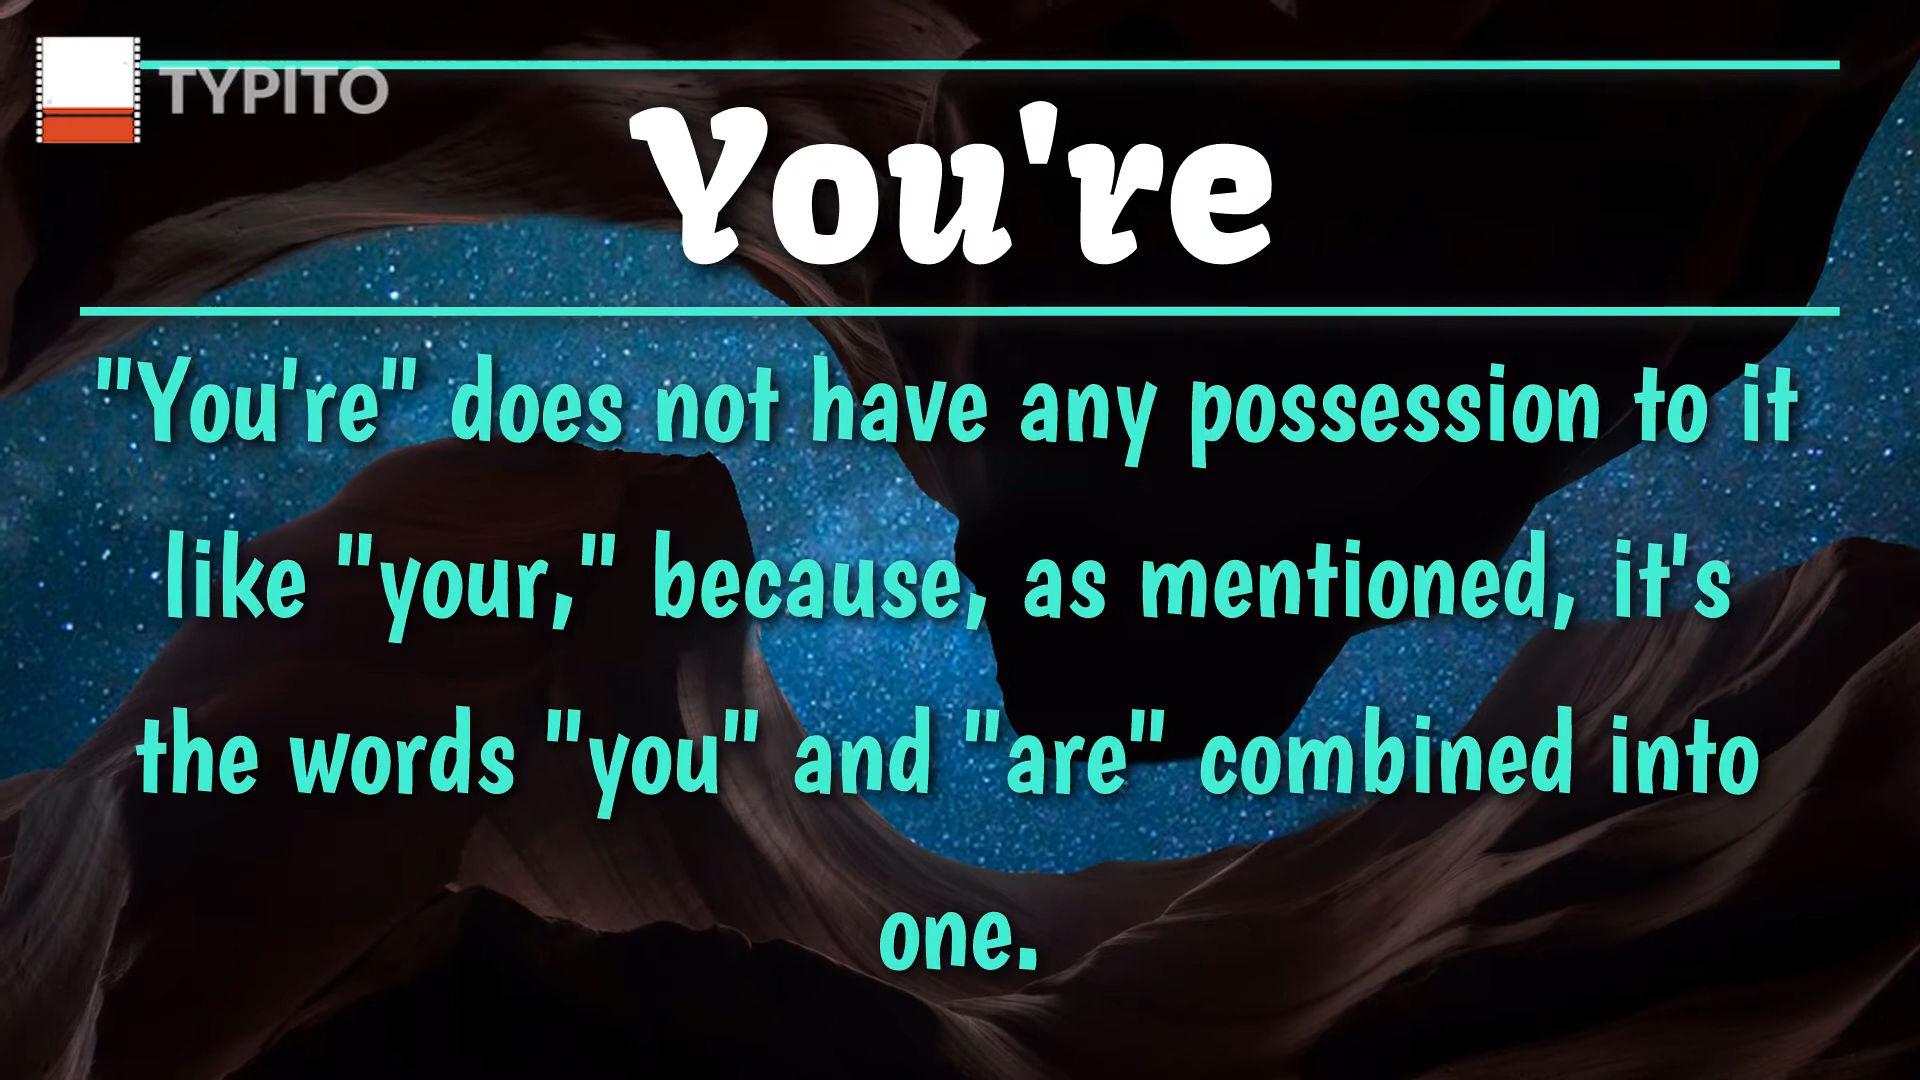 TYPITO
You're
"You're" does not have any possession to it
like "your," because, as mentioned, it's
the words "you" and "are" combined into
one.